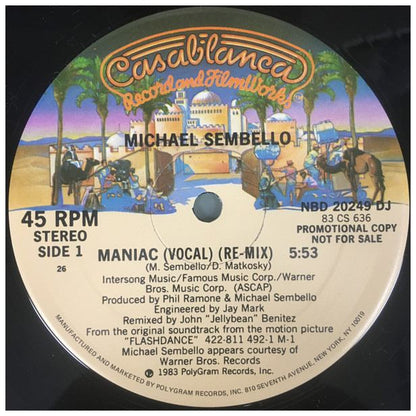 Casablanca
Record and FilmWorks
MICHAEL SEMBELLO
45 RPM
STEREO
SIDE 1
26
NBD 20249 DJ
83 CS 636
PROMOTIONAL COPY
NOT FOR SALE
MANIAC (VOCAL) (RE-MIX) 5:53
(M. Sembello/D. Matkosky)
Intersong Music/Famous Music Corp./Warner
Bros. Music Corp. (ASCAP)
Produced by Phil Ramone & Michael Sembello
Engineered by Jay Mark
Remixed by John "Jellybean" Benitez
From the original soundtrack from the motion picture
"FLASHDANCE" 422-811 492-1 M-1
Michael Sembello appears courtesy of
Warner Bros. Records
℗ 1983 PolyGram Records, Inc.
MANUFACTURED AND MARKETED BY POLYGRAM RECORDS, INC. 810 SEVENTH AVENUE, NEW YORK, N.Y. 10019